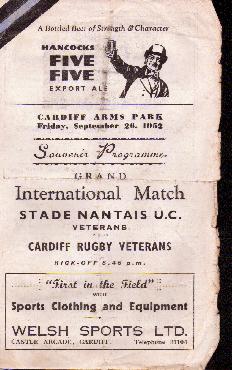 A Bottled Beer of Strength & Character
HANCOCKS
FIVE
FIVE
EXPORT ALE
CARDIFF ARMS PARK
Friday, September 26, 1952
Souvenir Programme
GRAND
International Match
STADE NANTAIS U.C.
VETERANS
CARDIFF RUGBY VETERANS
KICK-OFF 5.45 p.m.
"First in the Field"
WITH
Sports Clothing and Equipment
WELSH SPORTS LTD.
CASTLE ARCADE, CARDIFF. Telephone